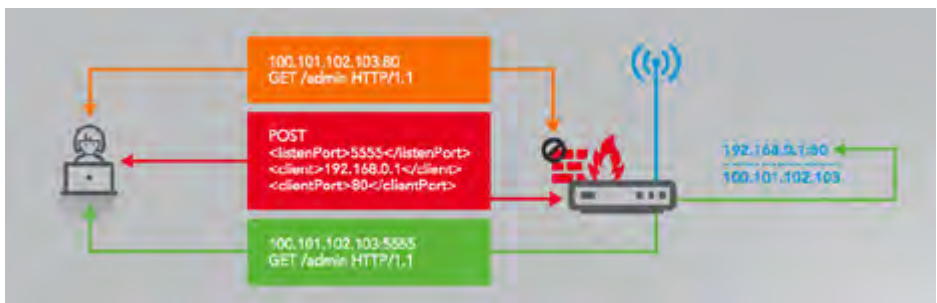 100.101.102.103:80
GET /admin HTTP/1.1
POST
<listenPort>5555</listenPort>
<client>192.168.0.1</client>
<clientPort>80</clientPort>
192.168.0.1:80
100.101.102.103
100.101.102.103:5555
GET /admin HTTP/1.1